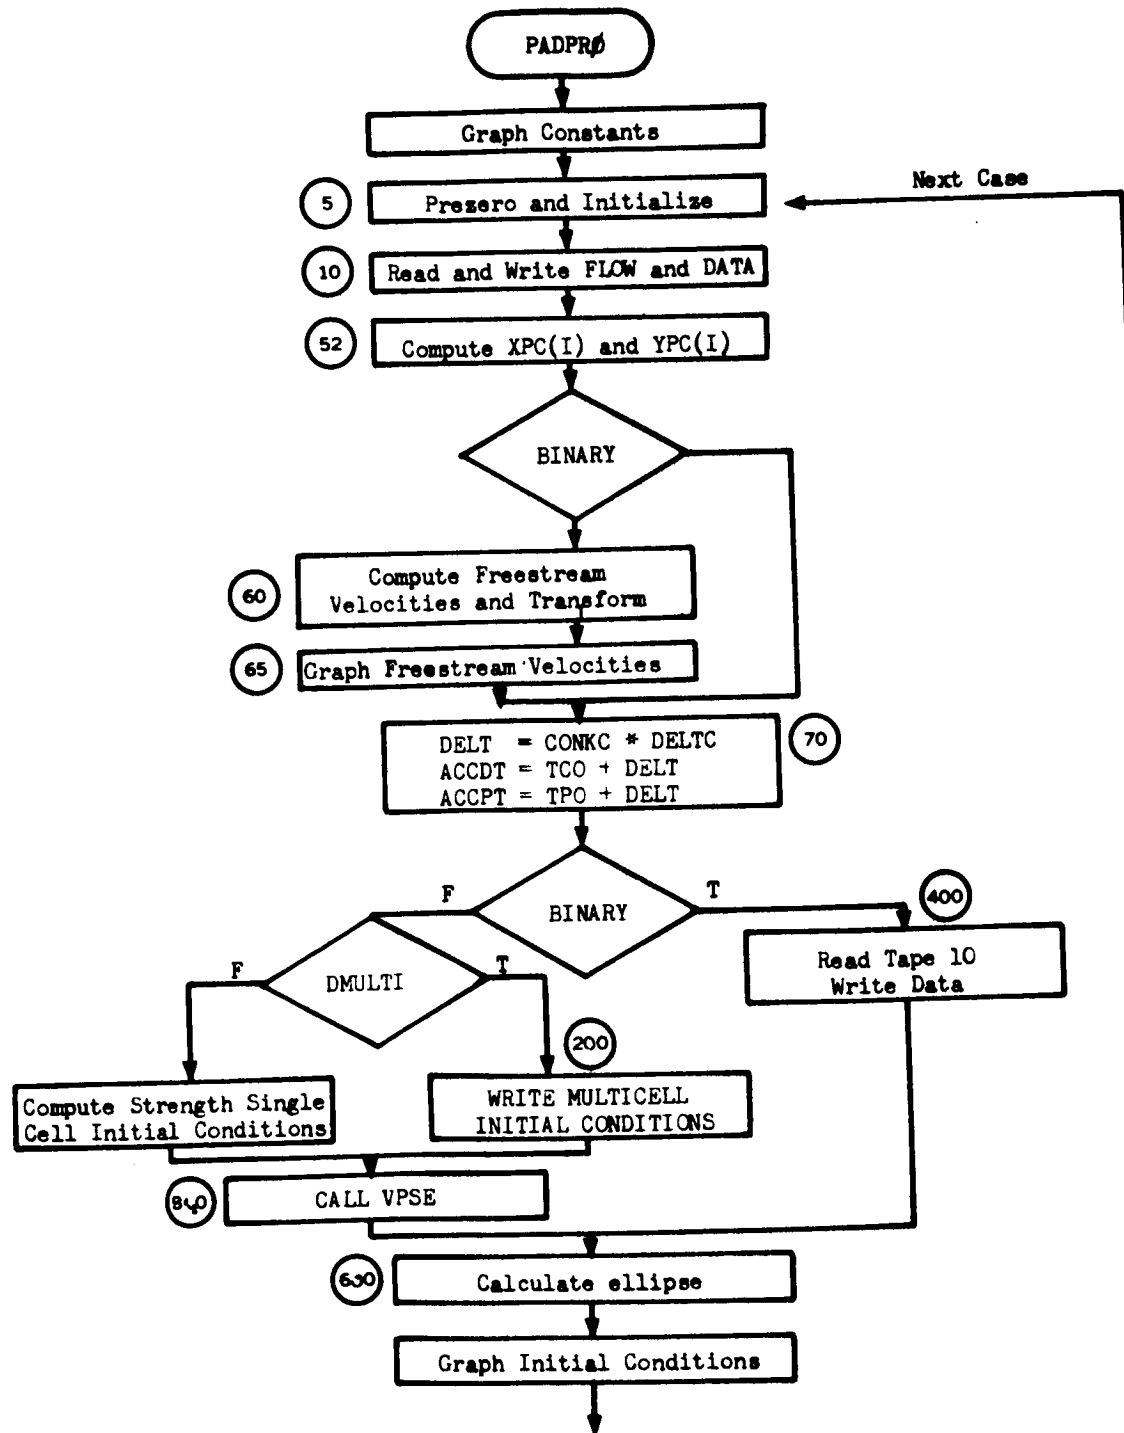 PADPRØ
Graph Constants
Next Case
5
Prezero and Initialize
10
Read and Write FLOW and DATA
52
Compute XPC(I) and YPC(I)
BINARY
60
Compute Freestream
Velocities and Transform
65
Graph Freestream Velocities
DELT = CONKC * DELTC
ACCDT = TCO + DELT
ACCPT = TPO + DELT
70
F
BINARY
T
400
Read Tape 10
Write Data
F
DMULTI
T
200
Compute Strength Single
Cell Initial Conditions
WRITE MULTICELL
INITIAL CONDITIONS
CALL VPSE
Calculate ellipse
Graph Initial Conditions